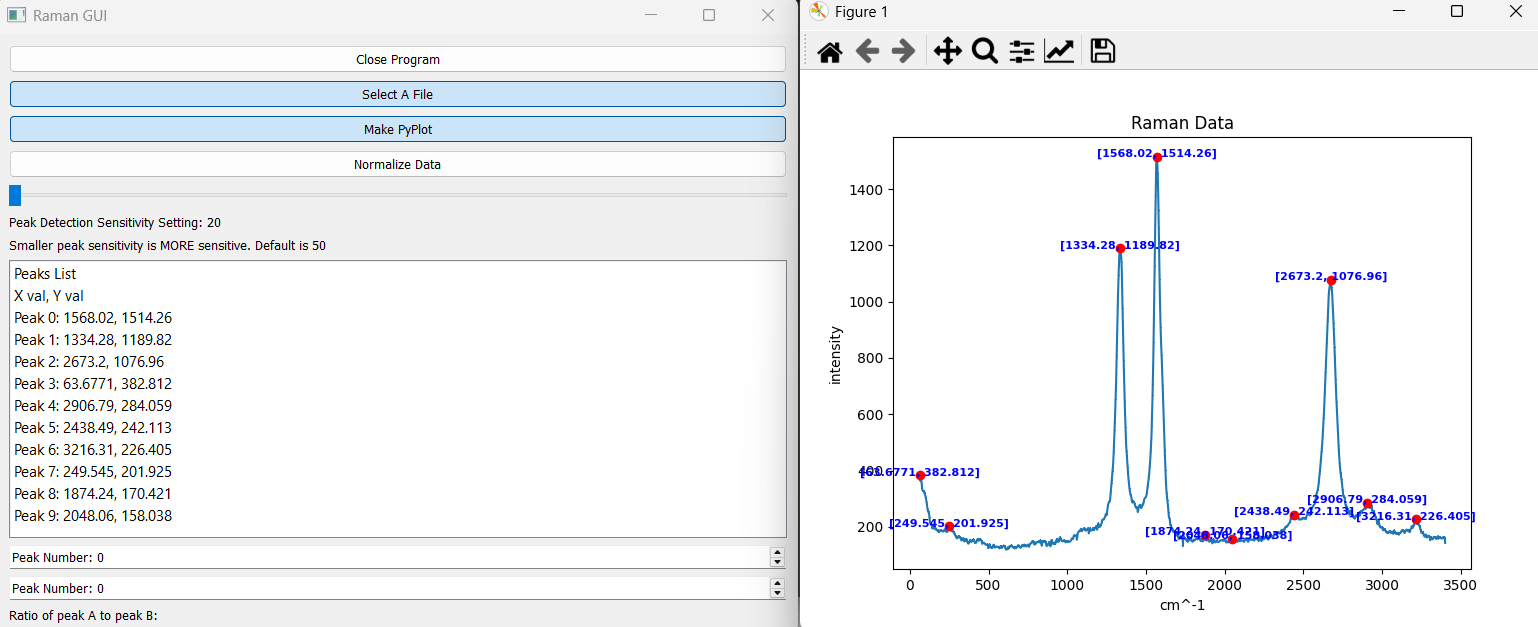 Raman GUI
Close Program
Select A File
Make PyPlot
Normalize Data
Peak Detection Sensitivity Setting: 20
Smaller peak sensitivity is MORE sensitive. Default is 50
Peaks List
X val, Y val
Peak 0: 1568.02, 1514.26
Peak 1: 1334.28, 1189.82
Peak 2: 2673.2, 1076.96
Peak 3: 63.6771, 382.812
Peak 4: 2906.79, 284.059
Peak 5: 2438.49, 242.113
Peak 6: 3216.31, 226.405
Peak 7: 249.545, 201.925
Peak 8: 1874.24, 170.421
Peak 9: 2048.06, 158.038
Peak Number: 0
Peak Number: 0
Ratio of peak A to peak B:
Figure 1
Raman Data
[1568.02, 1514.26]
1400
1200
[1334.28, 1189.82]
[2673.2, 1076.96]
1000
intensity
800
600
400
[63.6771, 382.812]
[2906.79, 284.059]
[2438.49, 242.113]
[3216.31, 226.405]
[249.545, 201.925]
200
[1874.24, 170.421]
[2048.06, 158.038]
0 500 1000 1500 2000 2500 3000 3500
cm^-1